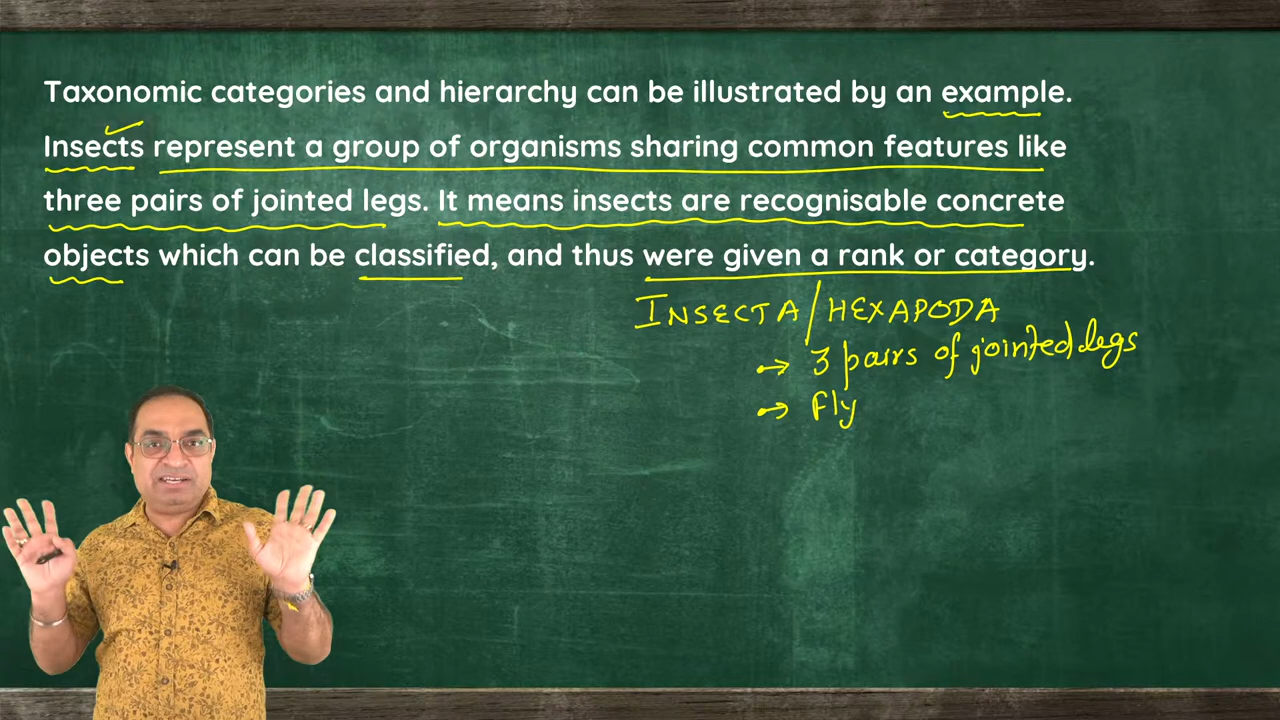 Taxonomic categories and hierarchy can be illustrated by an example.
Insects represent a group of organisms sharing common features like
three pairs of jointed legs. It means insects are recognisable concrete
objects which can be classified, and thus were given a rank or category.
INSECTA/HEXAPODA
→ 3 pairs of jointed legs
→ Fly